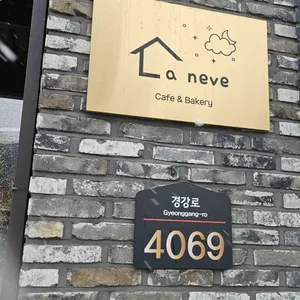 La neve
Cafe & Bakery
경강로
Gyeonggang-ro
4069